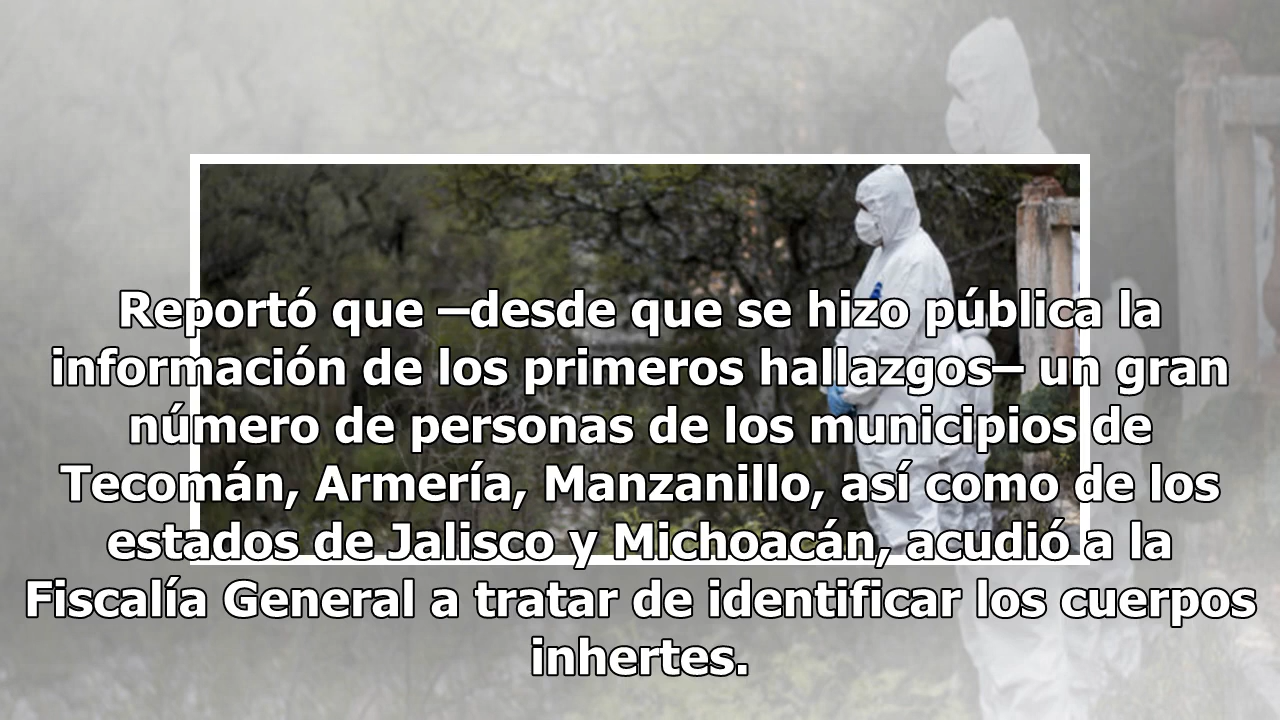 Reportó que –desde que se hizo pública la
información de los primeros hallazgos– un gran
número de personas de los municipios de
Tecomán, Armería, Manzanillo, así como de los
estados de Jalisco y Michoacán, acudió a la
Fiscalía General a tratar de identificar los cuerpos
inhertes.